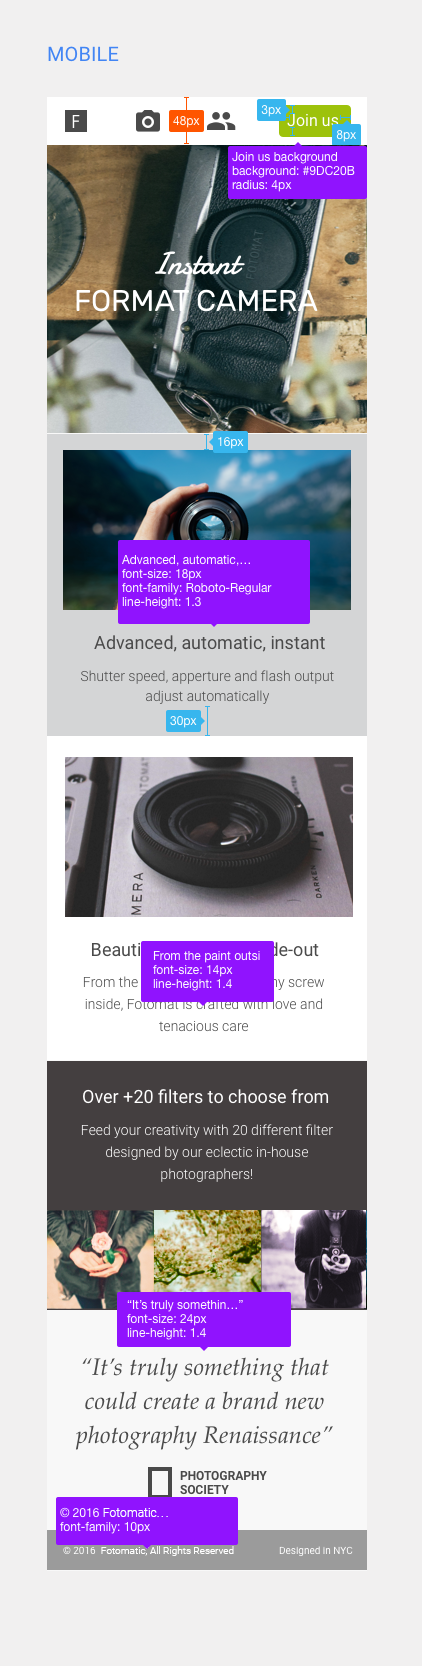 MOBILE
F
48px
3px
Join us
8px
Join us background
background: #9DC20B
radius: 4px
Instant
FORMAT CAMERA
16px
Advanced, automatic,...
font-size: 18px
font-family: Roboto-Regular
line-height: 1.3
Advanced, automatic, instant
Shutter speed, apperture and flash output
adjust automatically
30px
MERA
DARKER
Beauti de-out
From the paint outsi
font-size: 14px
line-height: 1.4
From the ny screw
inside, Fotomat is crafted with love and
tenacious care
Over +20 filters to choose from
Feed your creativity with 20 different filter
designed by our eclectic in-house
photographers!
“It’s truly somethin...”
font-size: 24px
line-height: 1.4
“It’s truly something that
could create a brand new
photography Renaissance”
PHOTOGRAPHY
SOCIETY
© 2016 Fotomatic...
font-family: 10px
© 2016 Fotomatic, All Rights Reserved
Designed in NYC